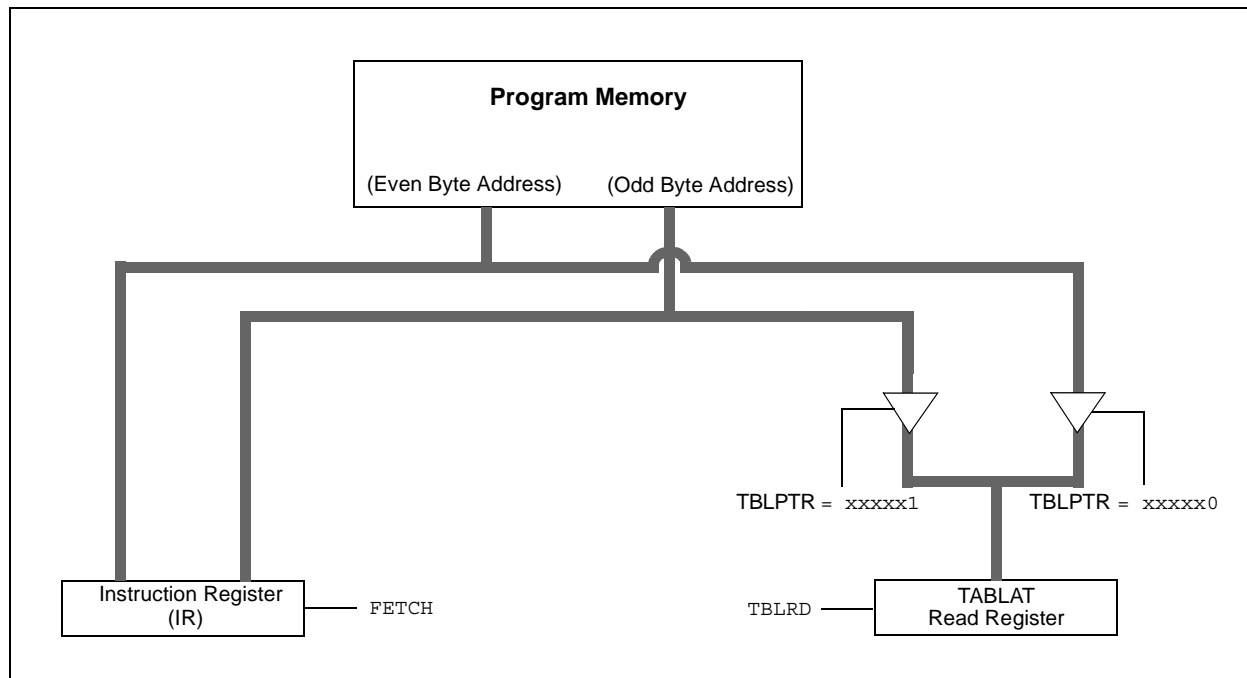 Program Memory
(Even Byte Address) (Odd Byte Address)
TBLPTR = xxxxx1 TBLPTR = xxxxx0
Instruction Register
(IR)
FETCH
TBLRD
TABLAT
Read Register